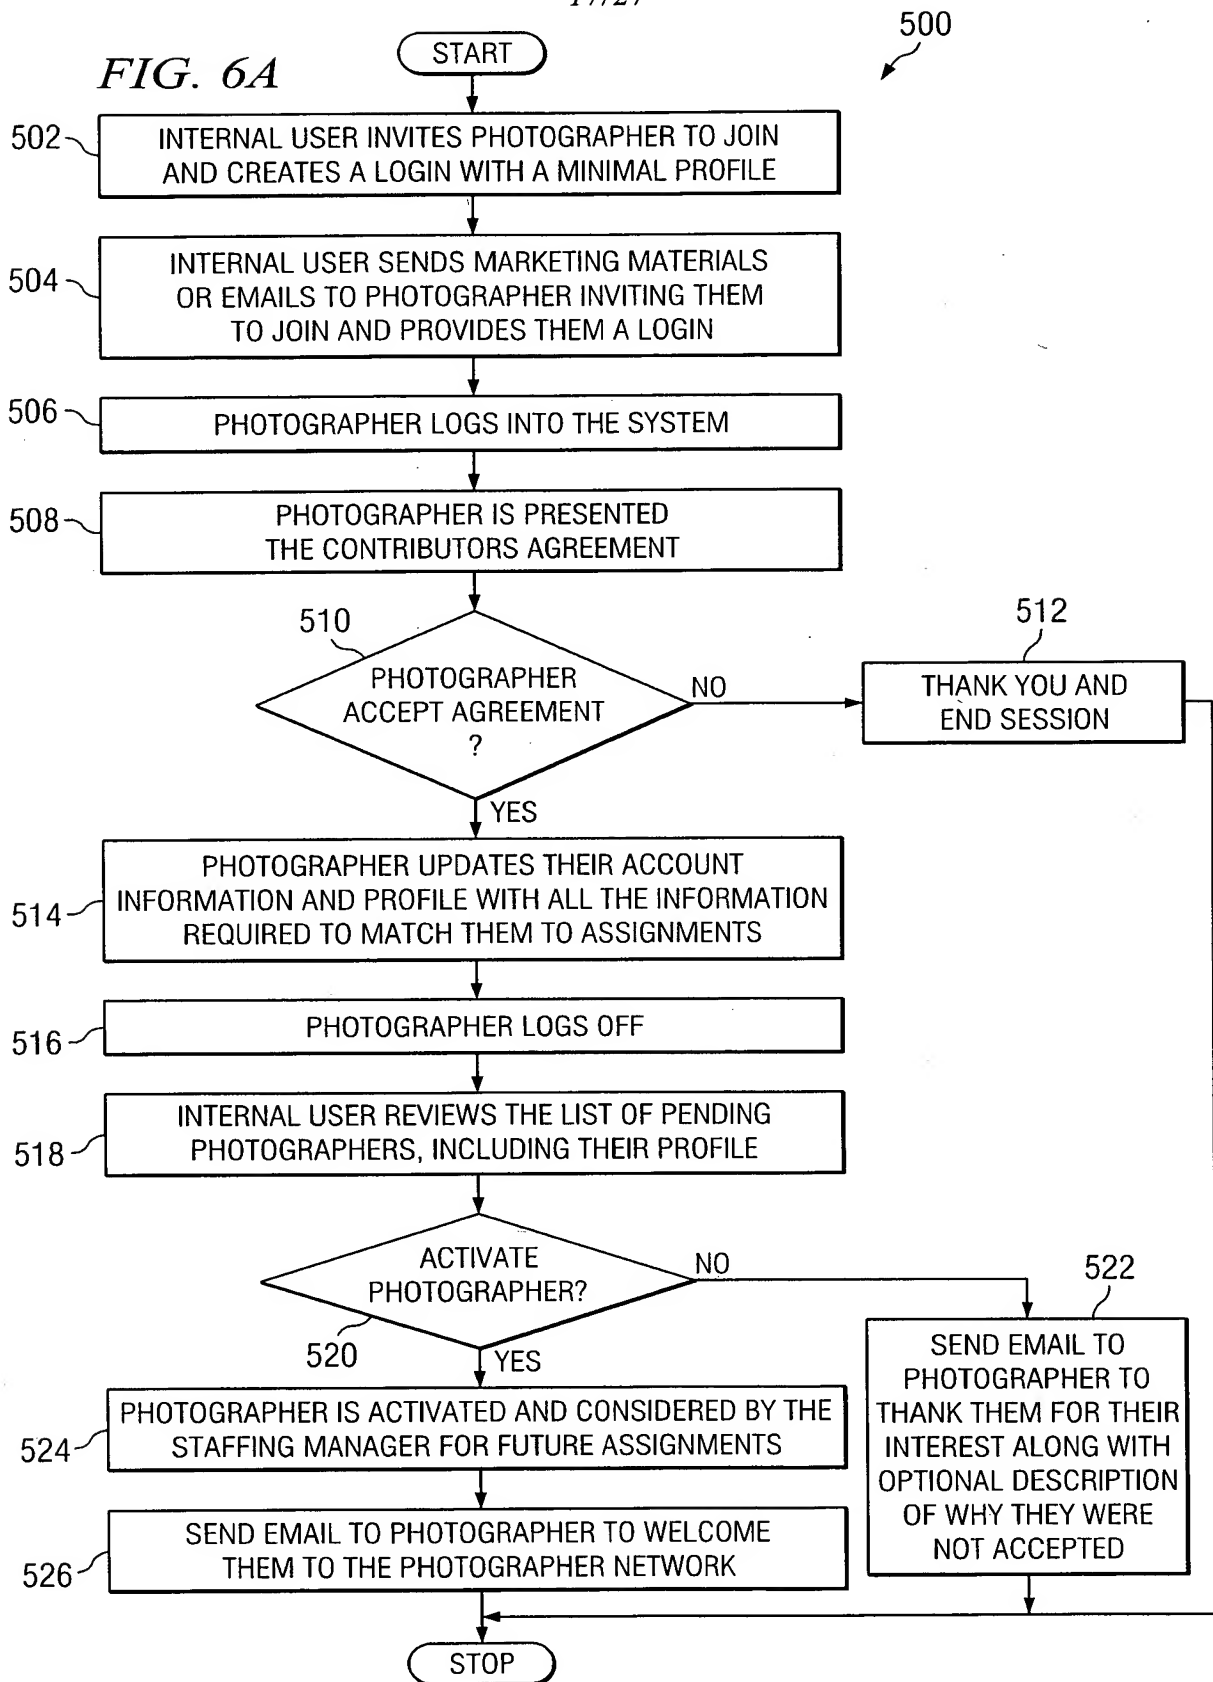 500
START
FIG. 6A
502
INTERNAL USER INVITES PHOTOGRAPHER TO JOIN
AND CREATES A LOGIN WITH A MINIMAL PROFILE
504
INTERNAL USER SENDS MARKETING MATERIALS
OR EMAILS TO PHOTOGRAPHER INVITING THEM
TO JOIN AND PROVIDES THEM A LOGIN
506
PHOTOGRAPHER LOGS INTO THE SYSTEM
508
PHOTOGRAPHER IS PRESENTED
THE CONTRIBUTORS AGREEMENT
510
PHOTOGRAPHER
ACCEPT AGREEMENT
?
NO
512
THANK YOU AND
END SESSION
YES
514
PHOTOGRAPHER UPDATES THEIR ACCOUNT
INFORMATION AND PROFILE WITH ALL THE INFORMATION
REQUIRED TO MATCH THEM TO ASSIGNMENTS
516
PHOTOGRAPHER LOGS OFF
518
INTERNAL USER REVIEWS THE LIST OF PENDING
PHOTOGRAPHERS, INCLUDING THEIR PROFILE
ACTIVATE
PHOTOGRAPHER?
520
NO
522
SEND EMAIL TO
PHOTOGRAPHER TO
THANK THEM FOR THEIR
INTEREST ALONG WITH
OPTIONAL DESCRIPTION
OF WHY THEY WERE
NOT ACCEPTED
YES
524
PHOTOGRAPHER IS ACTIVATED AND CONSIDERED BY THE
STAFFING MANAGER FOR FUTURE ASSIGNMENTS
526
SEND EMAIL TO PHOTOGRAPHER TO WELCOME
THEM TO THE PHOTOGRAPHER NETWORK
STOP